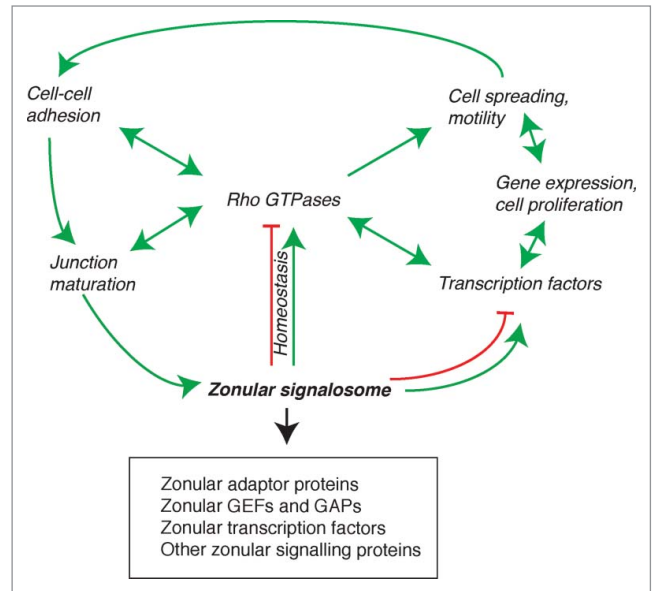 Cell-cell
adhesion
Cell spreading,
motility
Gene expression,
cell proliferation
Rho GTPases
Junction
maturation
Transcription factors
Homeostasis
Zonular signalosome
Zonular adaptor proteins
Zonular GEFs and GAPs
Zonular transcription factors
Other zonular signalling proteins